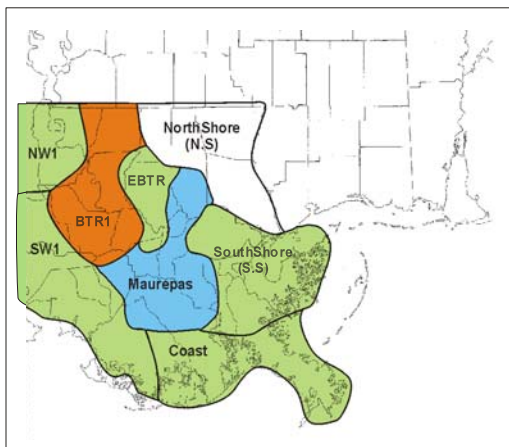 NorthShore
(N.S)
NW1
EBTR
BTR1
SW1
SouthShore
(S.S)
Maurepas
Coast